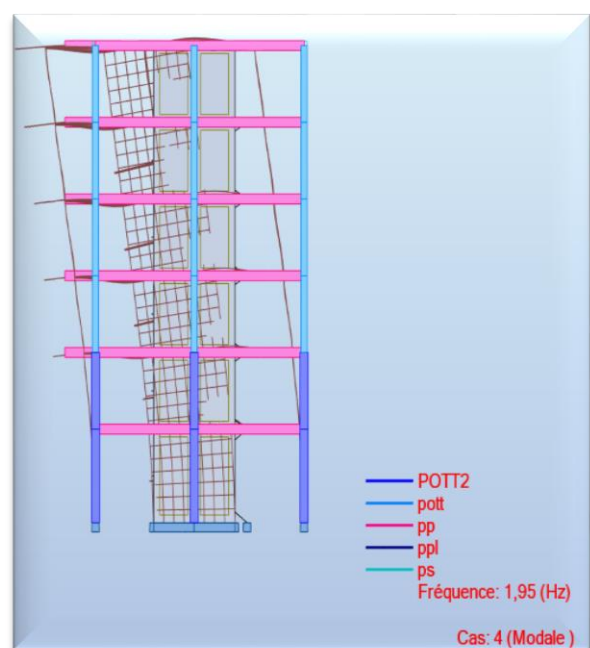 POTT2
pott
pp
ppl
ps
Fréquence: 1,95 (Hz)
Cas: 4 (Modale )